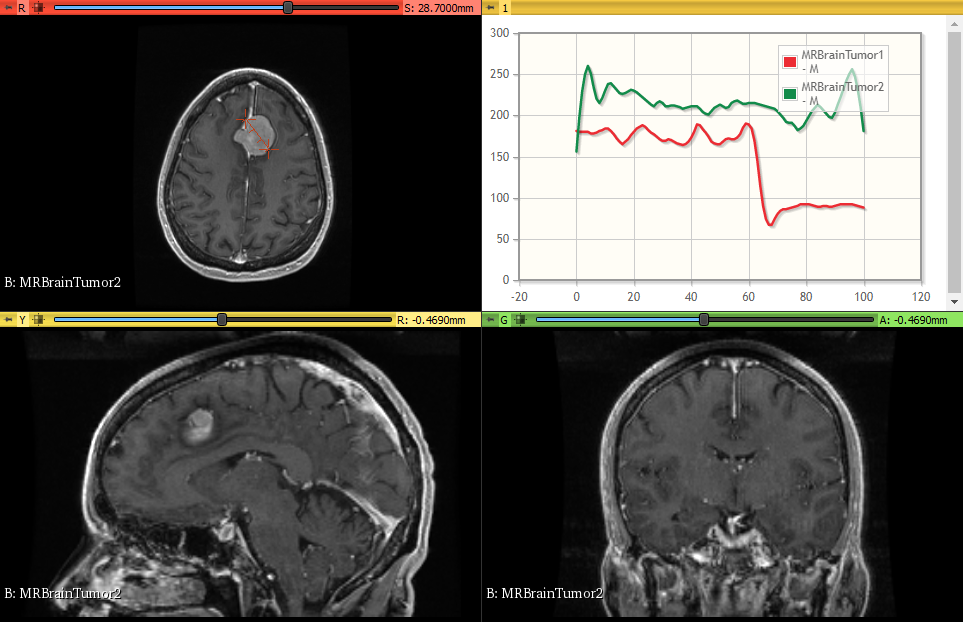 R S: 28.7000mm
B: MRBrainTumor2
1
300
250
200
150
100
50
0
-20 0 20 40 60 80 100 120
MRBrainTumor1
- M
MRBrainTumor2
- M
Y R: -0.4690mm
B: MRBrainTumor2
G A: -0.4690mm
B: MRBrainTumor2